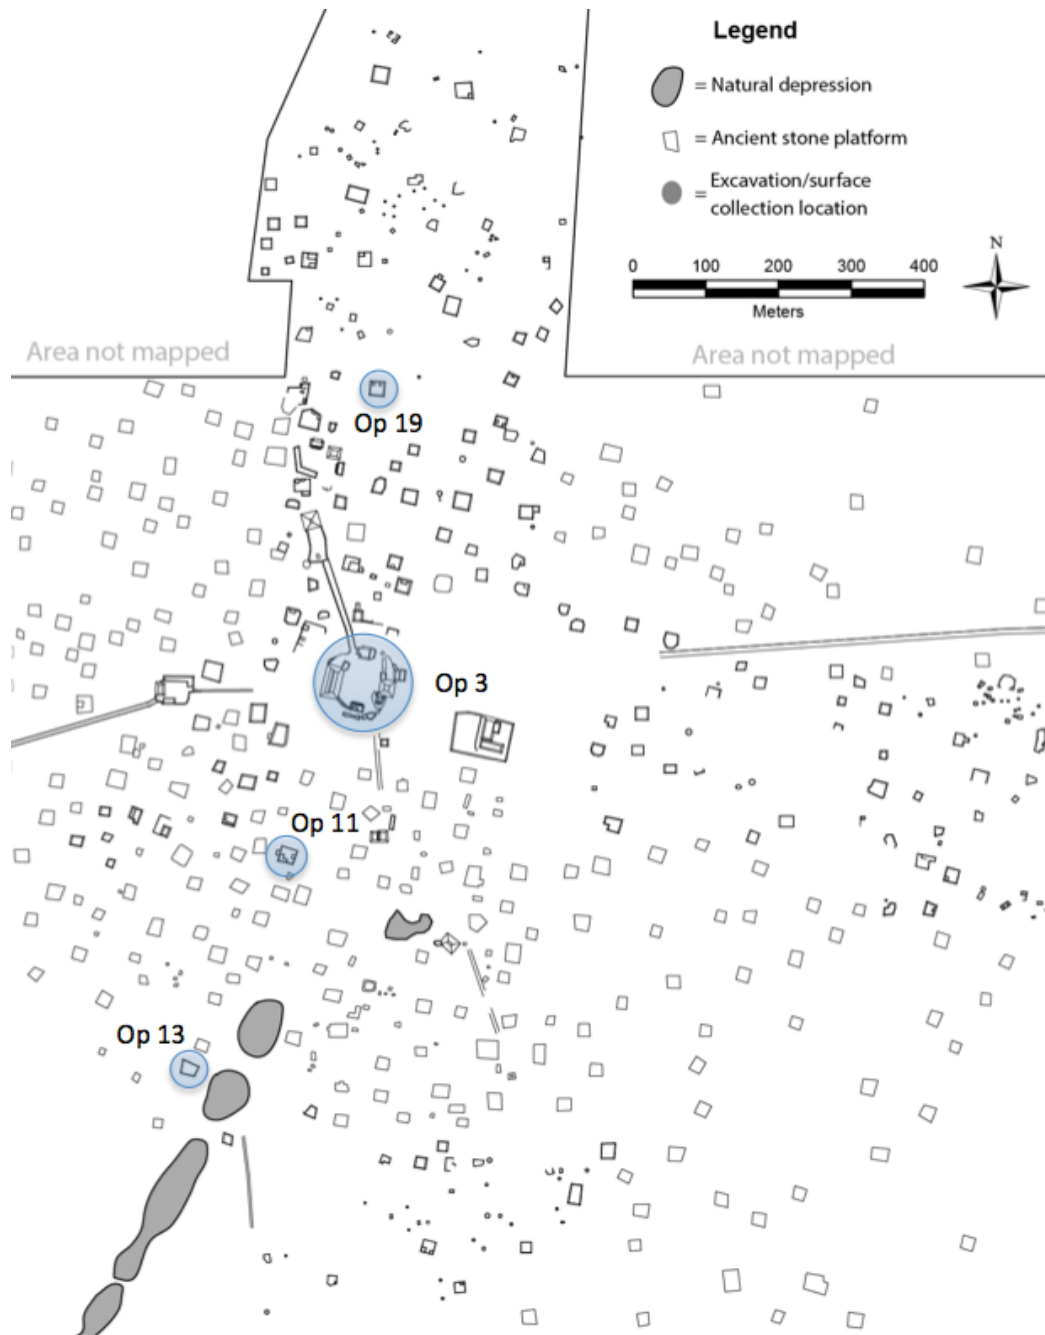 Legend
= Natural depression
= Ancient stone platform
= Excavation/surface
collection location
N
0 100 200 300 400
Meters
Area not mapped
Area not mapped
Op 19
Op 3
Op 11
Op 13